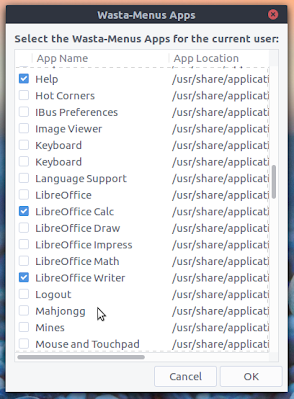 Wasta-Menus Apps
Select the Wasta-Menus Apps for the current user:
App Name App Location
Help /usr/share/applicati
Hot Corners /usr/share/applicati
IBus Preferences /usr/share/applicati
Image Viewer /usr/share/applicati
Keyboard /usr/share/applicati
Keyboard /usr/share/applicati
Language Support /usr/share/applicati
LibreOffice /usr/share/applicati
LibreOffice Calc /usr/share/applicati
LibreOffice Draw /usr/share/applicati
LibreOffice Impress /usr/share/applicati
LibreOffice Math /usr/share/applicati
LibreOffice Writer /usr/share/applicati
Logout /usr/share/applicati
Mahjongg /usr/share/applicati
Mines /usr/share/applicati
Mouse and Touchpad /usr/share/applicati
Cancel OK